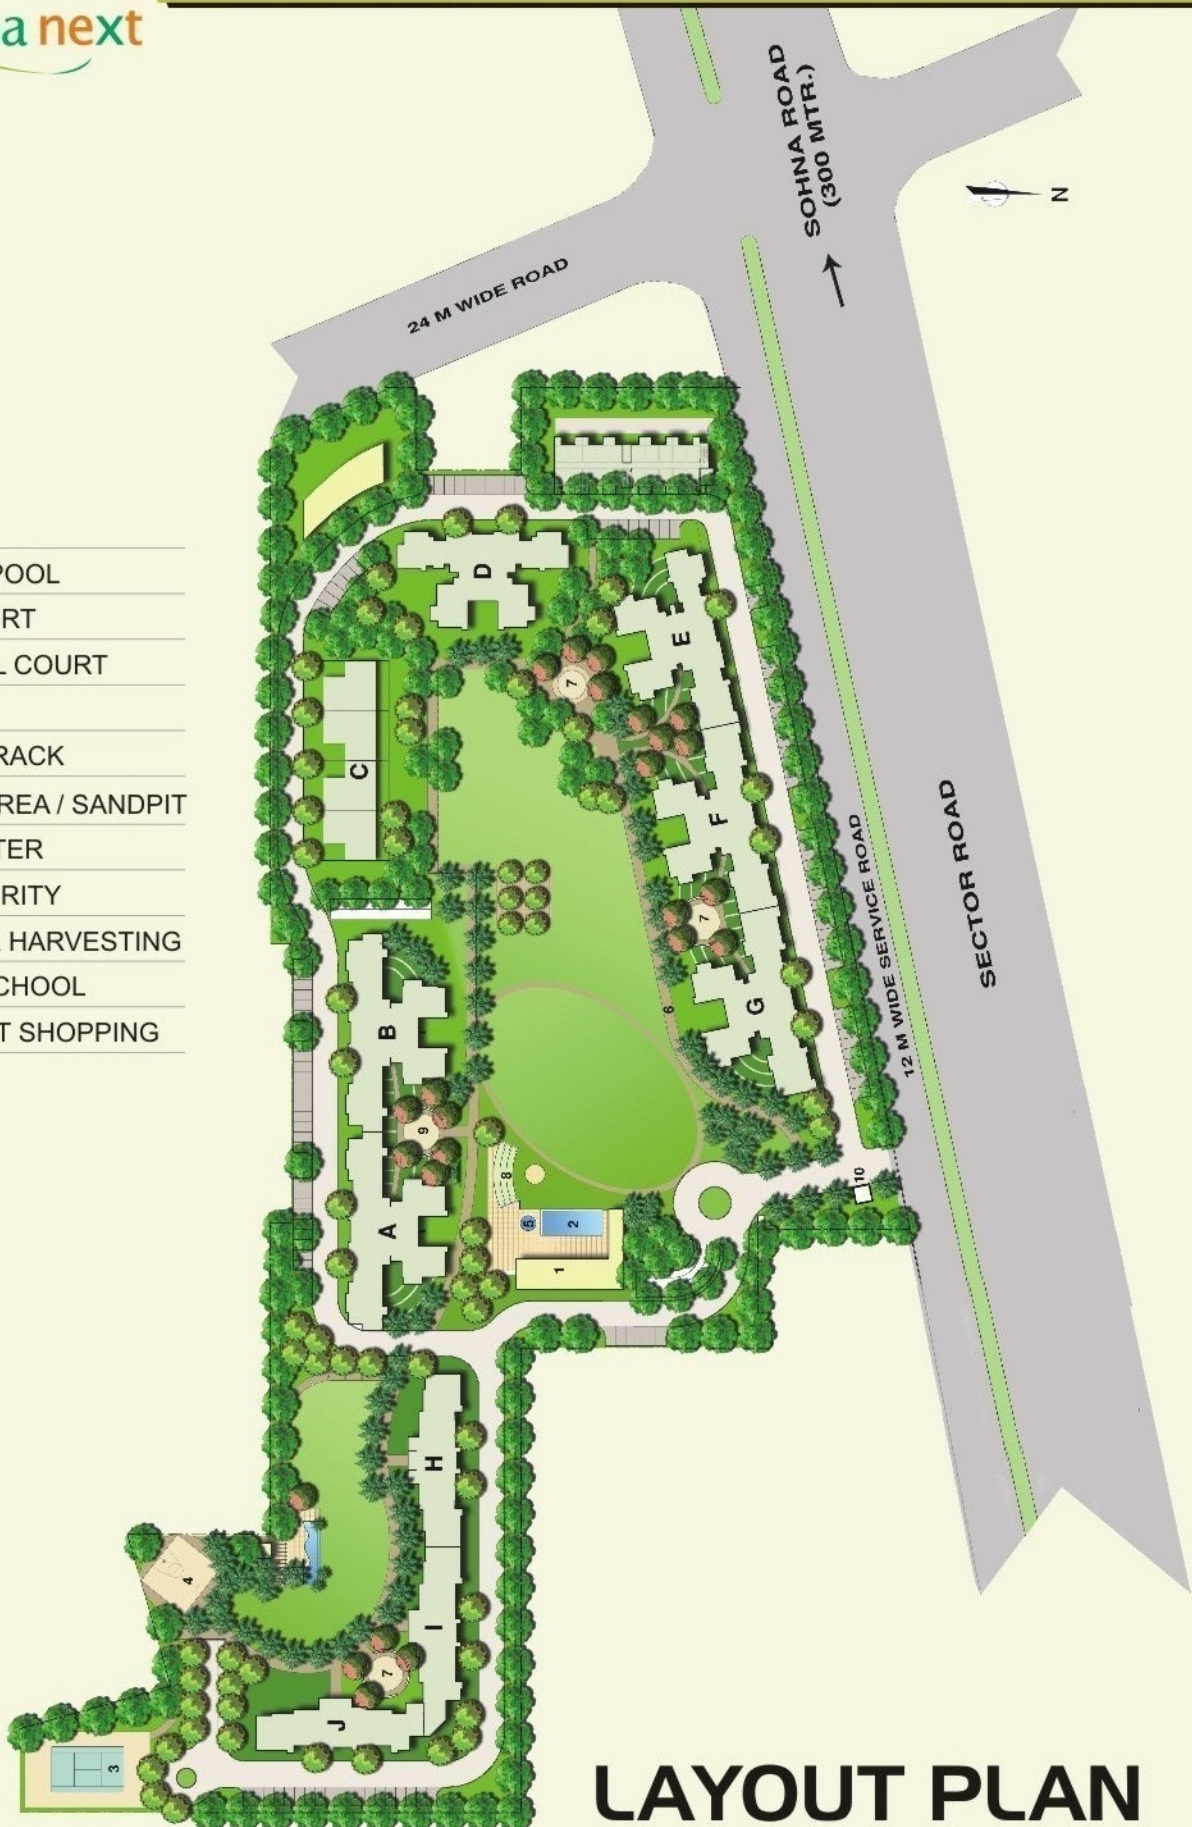 a next
SOHNA ROAD
(300 MTR.)
N
24 M WIDE ROAD
POOL
RT
L COURT
RACK
REA / SANDPIT
TER
RITY
HARVESTING
CHOOL
T SHOPPING
D
E
7
C
F
7
B
G
6
12 M WIDE SERVICE ROAD
SECTOR ROAD
9
8
10
A
5
2
1
H
4
I
7
J
3
LAYOUT PLAN